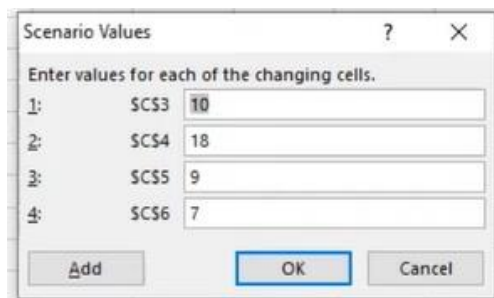 Scenario Values ? ×
Enter values for each of the changing cells.
1: $C$3 10
2: $C$4 18
3: $C$5 9
4: $C$6 7
Add OK Cancel